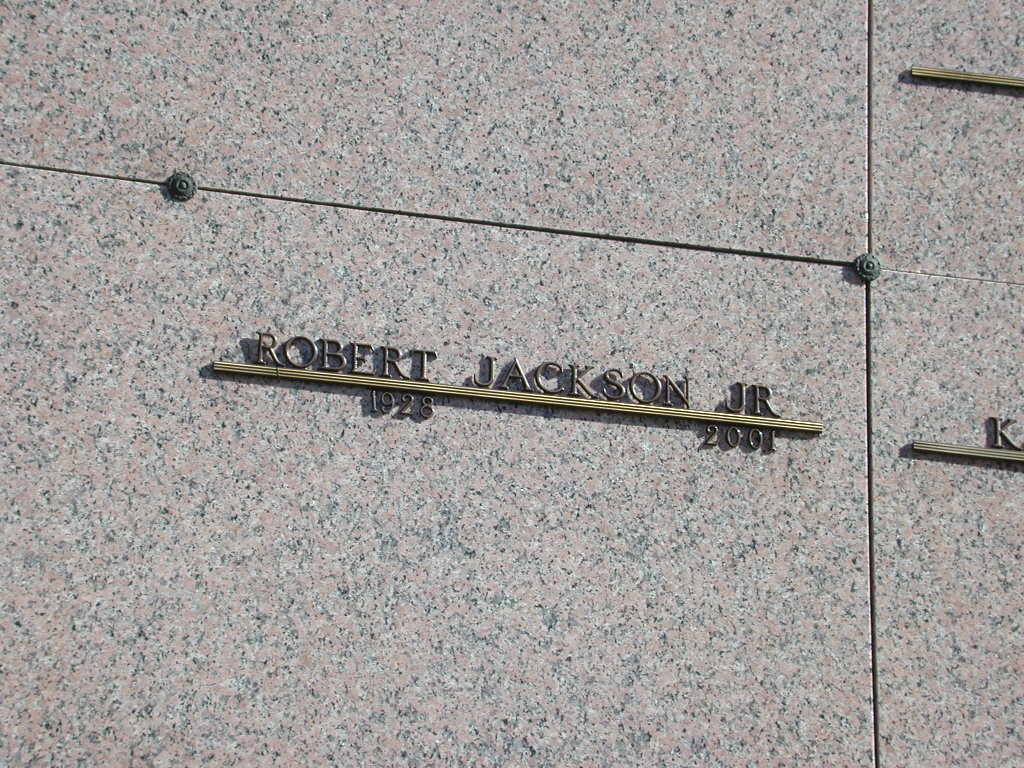 ROBERT JACKSON JR
1928 2001
K